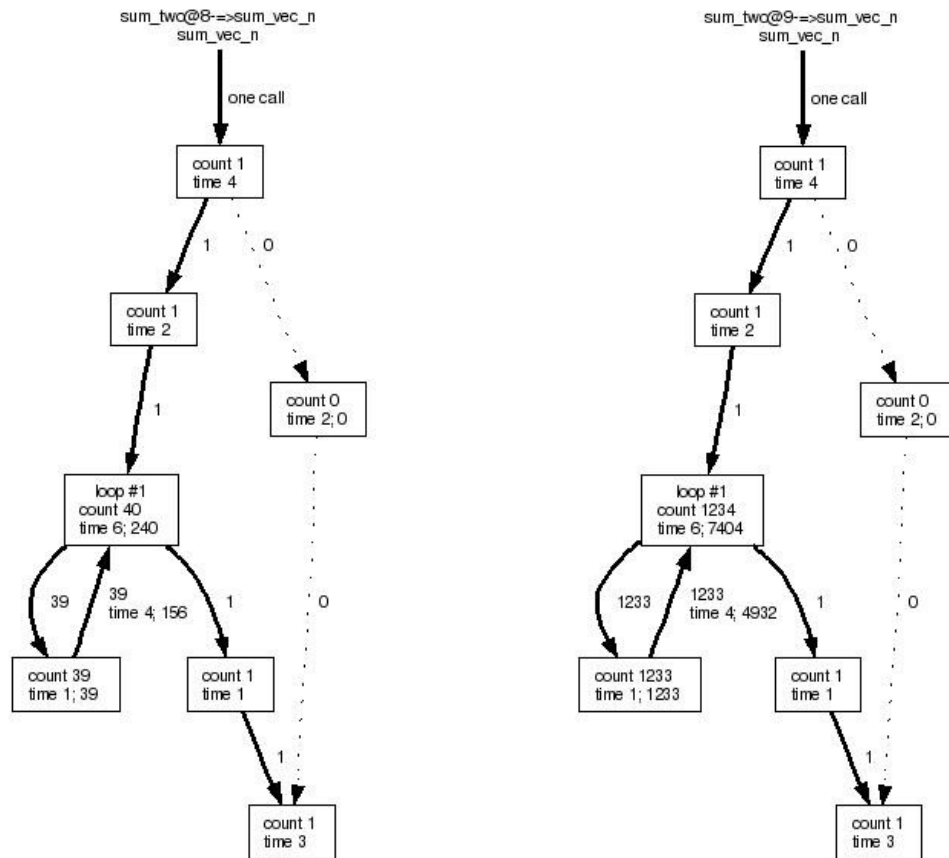 sum_two@8-=>sum_vec_n
sum_vec_n
one call
count 1
time 4
1
0
count 1
time 2
1
count 0
time 2; 0
loop #1
count 40
time 6; 240
39
39
time 4; 156
1
0
count 39
time 1; 39
count 1
time 1
1
count 1
time 3
sum_two@9-=>sum_vec_n
sum_vec_n
one call
count 1
time 4
1
0
count 1
time 2
1
count 0
time 2; 0
loop #1
count 1234
time 6; 7404
1233
1233
time 4; 4932
1
0
count 1233
time 1; 1233
count 1
time 1
1
count 1
time 3